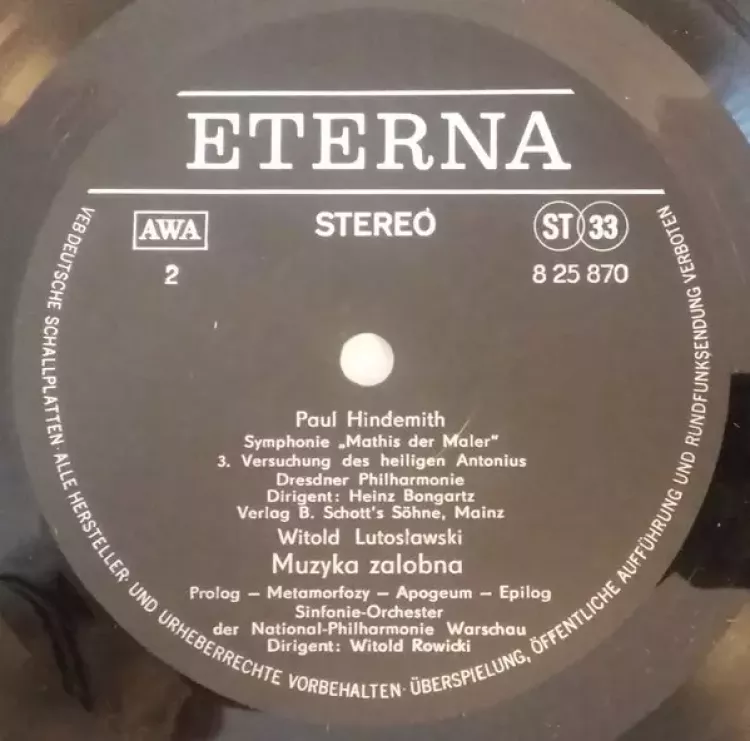 ETERNA
AWA
STEREO
ST 33
2
8 25 870
Paul Hindemith
Symphonie „Mathis der Maler"
3. Versuchung des heiligen Antonius
Dresdner Philharmonie
Dirigent: Heinz Bongartz
Verlag B. Schott's Söhne, Mainz
Witold Lutosławski
Muzyka zalobna
Prolog – Metamorfozy – Apogeum – Epilog
Sinfonie-Orchester
der National-Philharmonie Warschau
Dirigent: Witold Rowicki
VEB DEUTSCHE SCHALLPLATTEN · ALLE HERSTELLER- UND URHEBERRECHTE VORBEHALTEN · ÜBERSPIELUNG, ÖFFENTLICHE AUFFÜHRUNG UND RUNDFUNKSENDUNG VERBOTEN